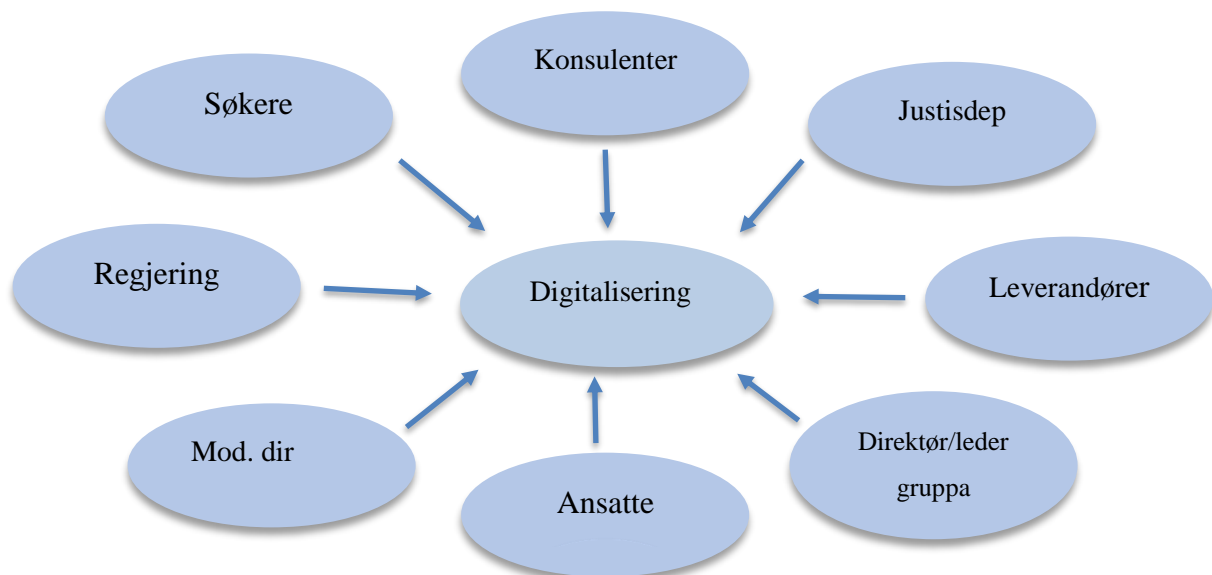 Konsulenter
Søkere
Justisdep
Regjering
Digitalisering
Leverandører
Mod. dir
Ansatte
Direktør/leder
gruppa